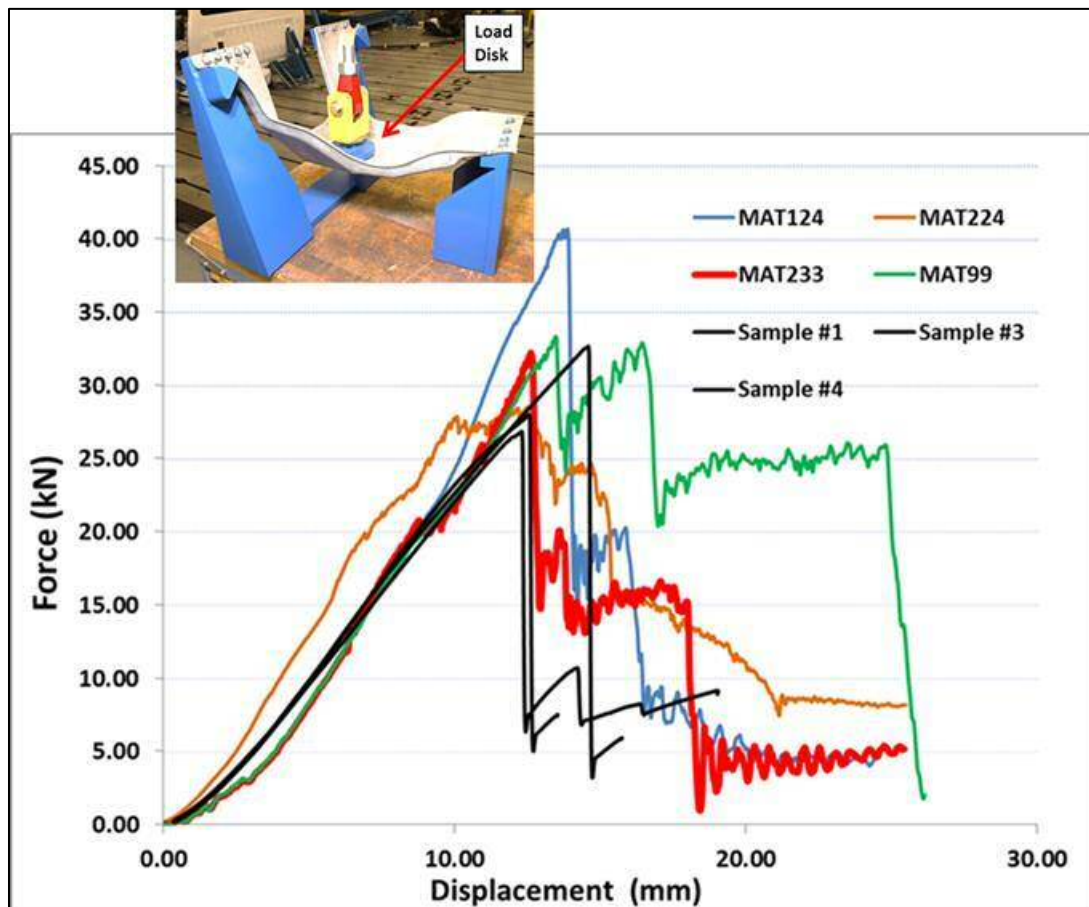 Load
Disk
45.00
40.00
35.00
30.00
25.00
20.00
15.00
10.00
5.00
0.00
Force (kN)
MAT124
MAT224
MAT233
MAT99
Sample #1
Sample #3
Sample #4
0.00
10.00
20.00
30.00
Displacement (mm)